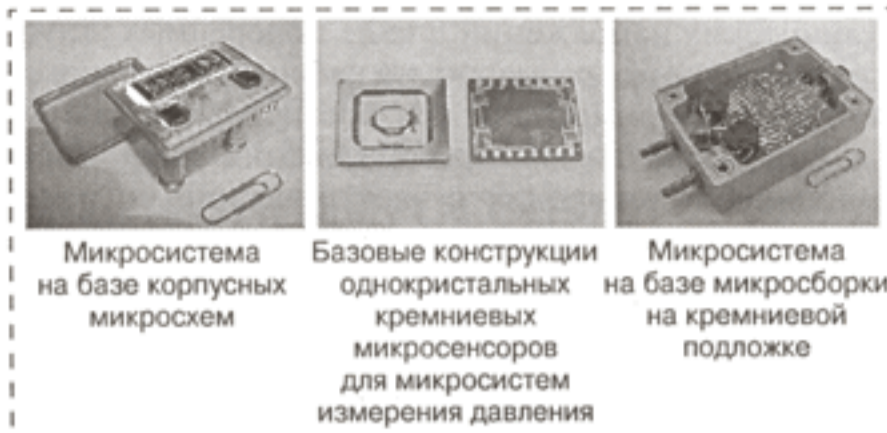 Микросистема
на базе корпусных
микросхем
Базовые конструкции
однокристальных
кремниевых
микросенсоров
для микросистем
измерения давления
Микросистема
на базе микросборки
на кремниевой
подложке